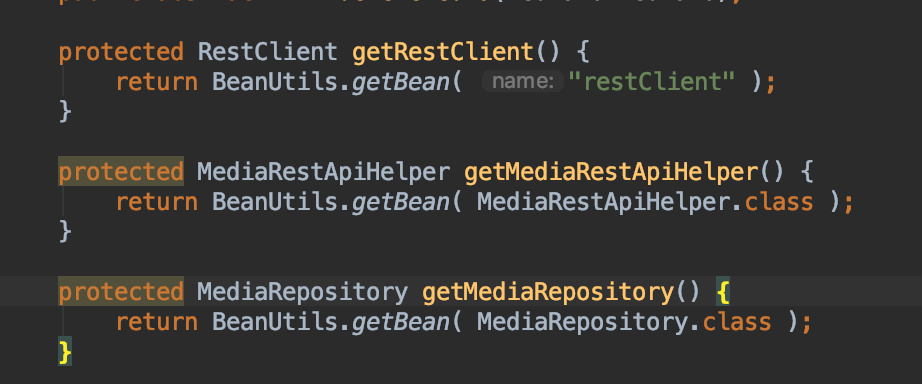 protected RestClient getRestClient() {
return BeanUtils.getBean( name: "restClient" );
}
protected MediaRestApiHelper getMediaRestApiHelper() {
return BeanUtils.getBean( MediaRestApiHelper.class );
}
protected MediaRepository getMediaRepository() {
return BeanUtils.getBean( MediaRepository.class );
}